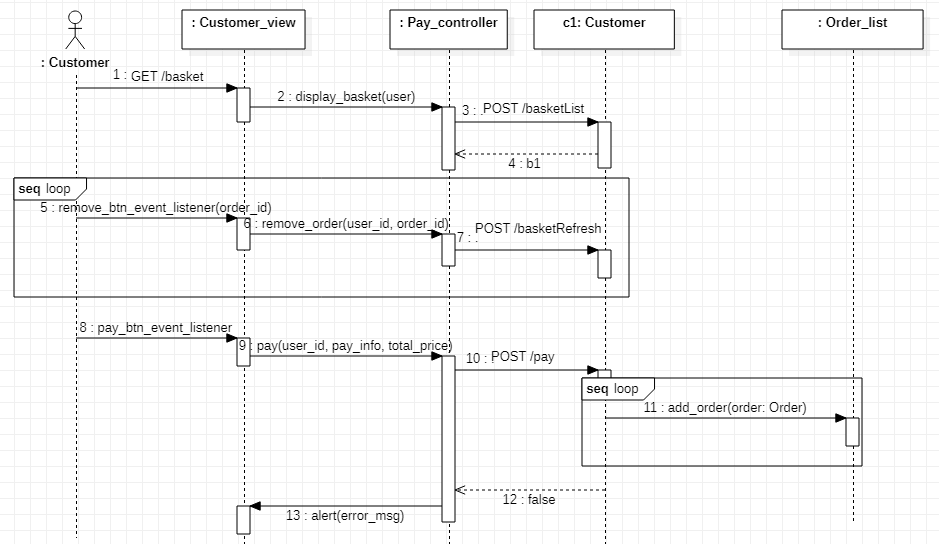 : Customer_view
: Pay_controller
c1: Customer
: Order_list
: Customer
1 : GET /basket
2 : display_basket(user)
3 : .POST /basketList
4 : b1
seq loop
5 : remove_btn_event_listener(order_id)
6 : remove_order(user_id, order_id)
7 : . POST /basketRefresh
8 : pay_btn_event_listener
9 : pay(user_id, pay_info, total_price)
10 : POST /pay
seq loop
11 : add_order(order: Order)
12 : false
13 : alert(error_msg)